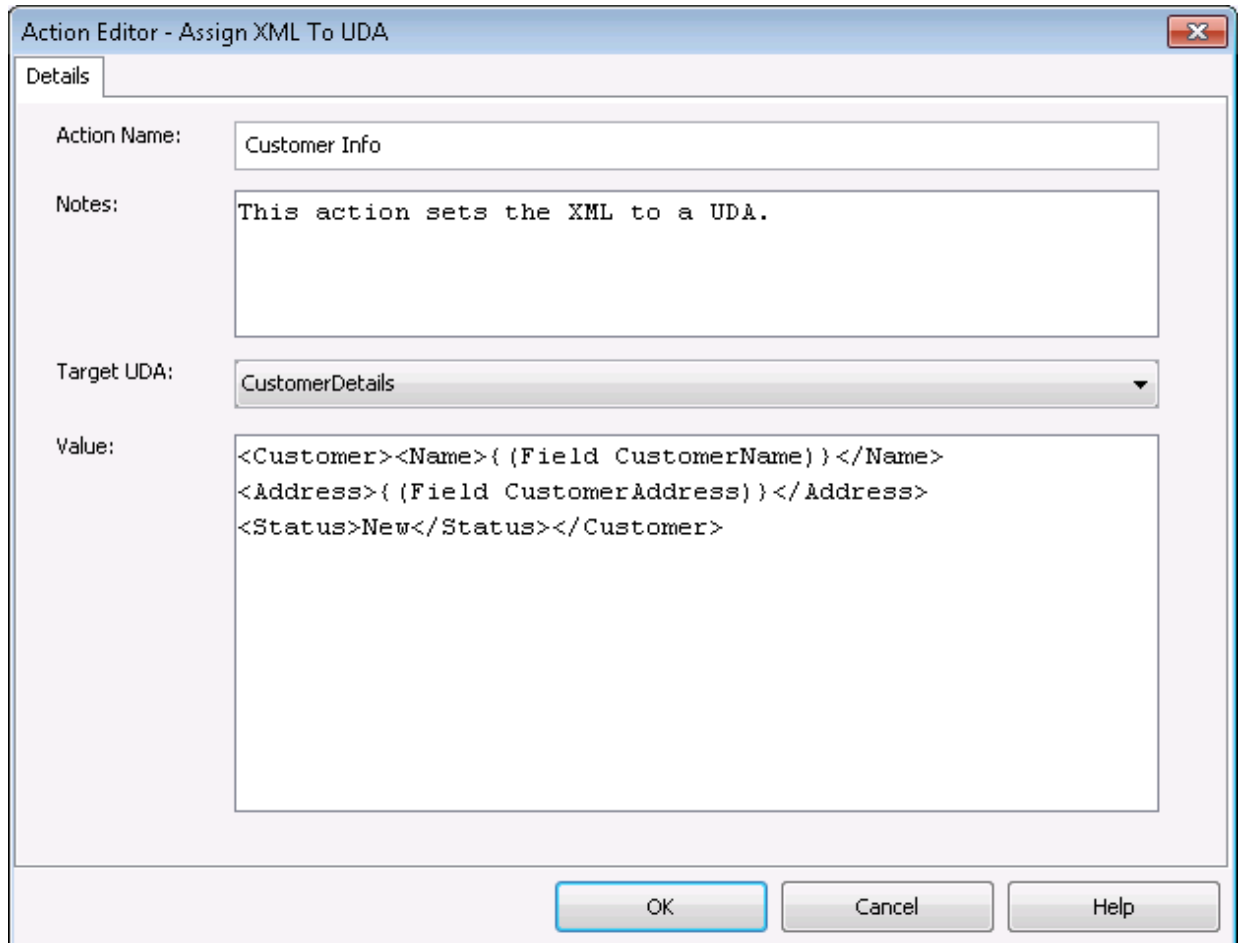 Action Editor - Assign XML To UDA
Details
Action Name:
Customer Info
Notes:
This action sets the XML to a UDA.
Target UDA:
CustomerDetails
Value:
<Customer><Name>{(Field CustomerName)}</Name>
<Address>{(Field CustomerAddress)}</Address>
<Status>New</Status></Customer>
OK
Cancel
Help